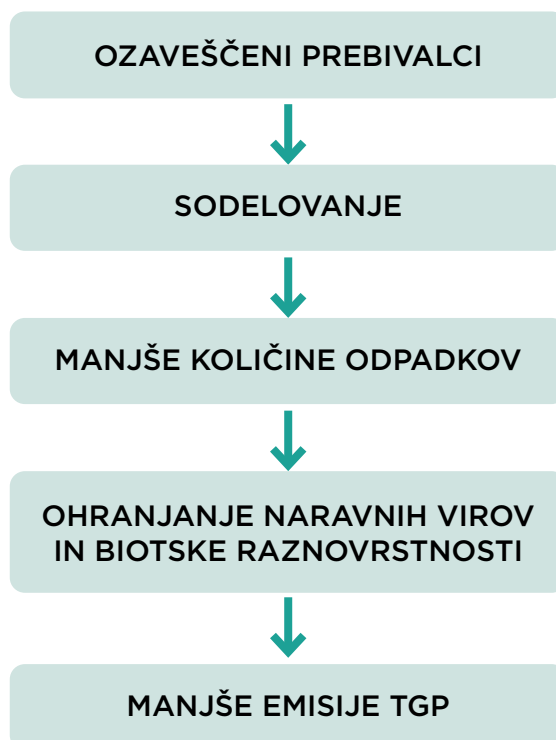 OZAVEŠČENI PREBIVALCI
SODELOVANJE
MANJŠE KOLIČINE ODPADKOV
OHRANJANJE NARAVNIH VIROV
IN BIOTSKE RAZNOVRSTNOSTI
MANJŠE EMISIJE TGP